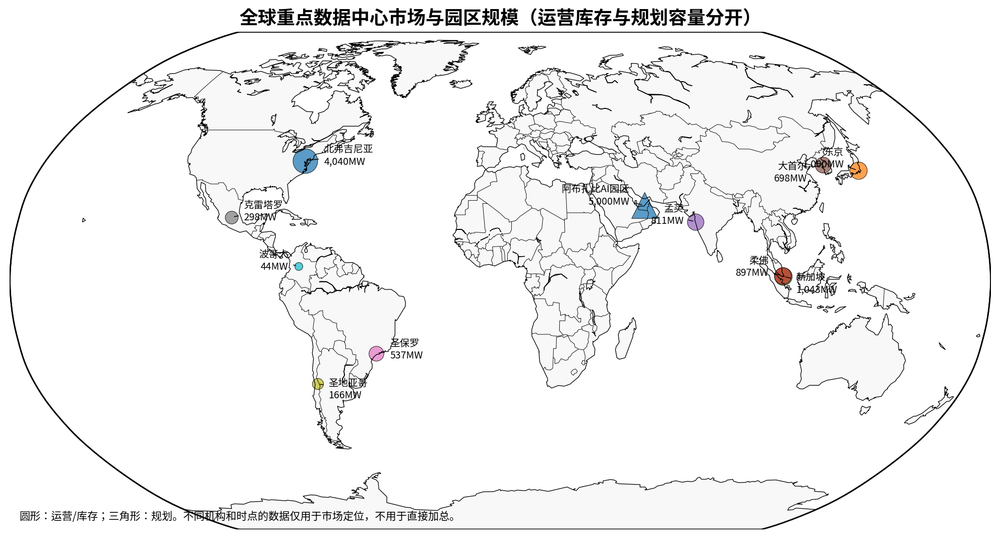 全球重点数据中心市场与园区规模（运营库存与规划容量分开）
北弗吉尼亚
4,040MW
东京
1,000MW
大首尔
698MW
阿布扎比AI园区
5,000MW
孟买
811MW
克雷塔罗
298MW
波哥大
44MW
柔佛
897MW
新加坡
1,043MW
圣保罗
537MW
圣地亚哥
166MW
圆形：运营/库存；三角形：规划。不同机构和时点的数据仅用于市场定位，不用于直接加总。